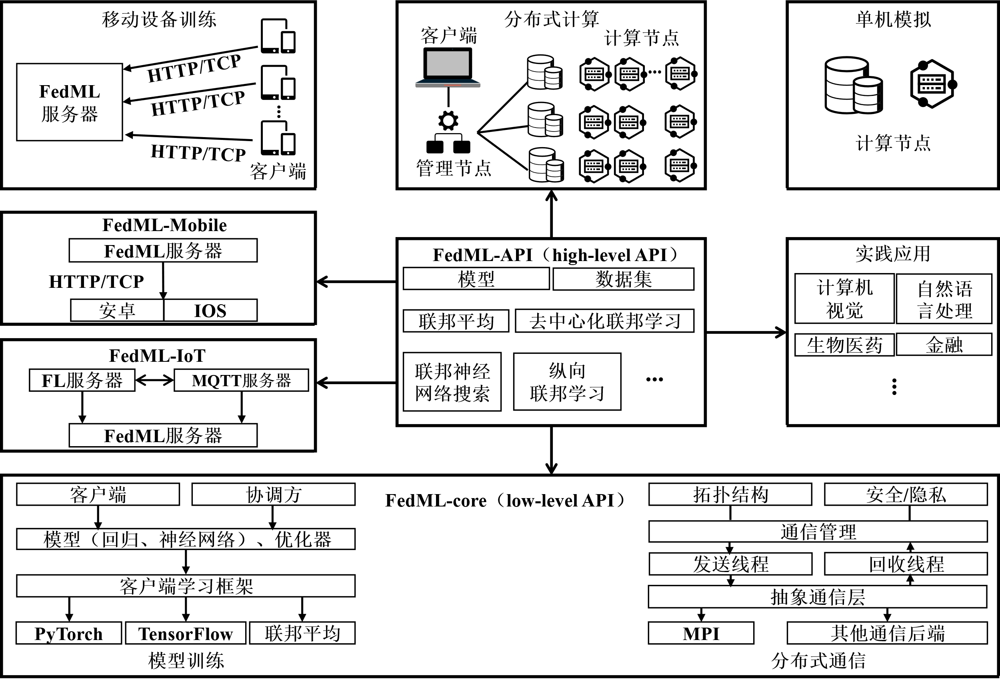 移动设备训练
FedML
服务器
HTTP/TCP
HTTP/TCP
HTTP/TCP
客户端
分布式计算
客户端
计算节点
管理节点
单机模拟
计算节点
FedML-Mobile
FedML服务器
HTTP/TCP
安卓
IOS
FedML-IoT
FL服务器
MQTT服务器
FedML服务器
FedML-API（high-level API）
模型
数据集
联邦平均
去中心化联邦学习
联邦神经
网络搜索
纵向
联邦学习
...
实践应用
计算机
视觉
自然语
言处理
生物医药
金融
FedML-core（low-level API）
客户端
协调方
模型（回归、神经网络）、优化器
客户端学习框架
PyTorch
TensorFlow
联邦平均
模型训练
拓扑结构
安全/隐私
通信管理
发送线程
回收线程
抽象通信层
MPI
其他通信后端
分布式通信